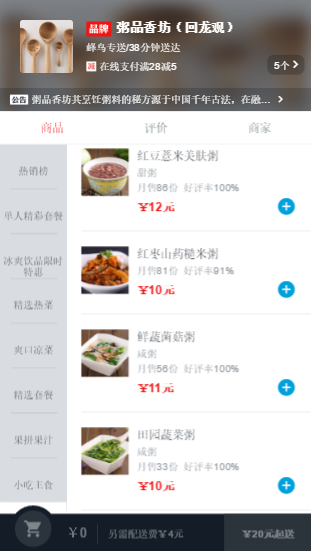 品牌 粥品香坊（回龙观）
蜂鸟专送/38分钟送达
减 在线支付满28减5
5个
公告 粥品香坊其烹饪粥料的秘方源于中国千年古法，在融...
商品
评价
商家
热销榜
单人精彩套餐
冰爽饮品限时特惠
精选热菜
爽口凉菜
精选套餐
果拼果汁
小吃主食
红豆薏米美肤粥
甜粥
月售86份 好评率100%
￥12元
红枣山药糙米粥
月售81份 好评率91%
￥10元
鲜蔬菌菇粥
咸粥
月售56份 好评率100%
￥11元
田园蔬菜粥
咸粥
月售33份 好评率100%
￥10元
￥0
另需配送费￥4元
￥20元起送